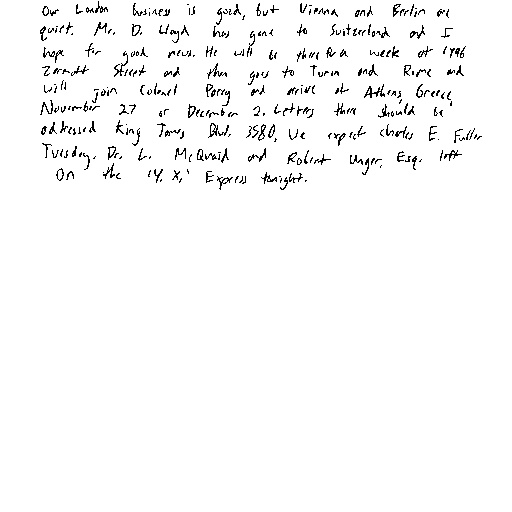 Our London business is good, but Vienna and Berlin are
quiet. Mr. D. Lloyd has gone to Switzerland and I
hope for good news. He will be there for a week at 1496
Zermott Street and then goes to Turin and Rome and
will join Colonel Parry and arrive at Athens, Greece,
November 27 or December 2. Letters there should be
addressed King James Blvd. 3580. We expect Charles E. Fuller
Tuesday. Dr. L. McQuaid and Robert Unger, Esq. left
on the 'Y. X.' Express tonight.